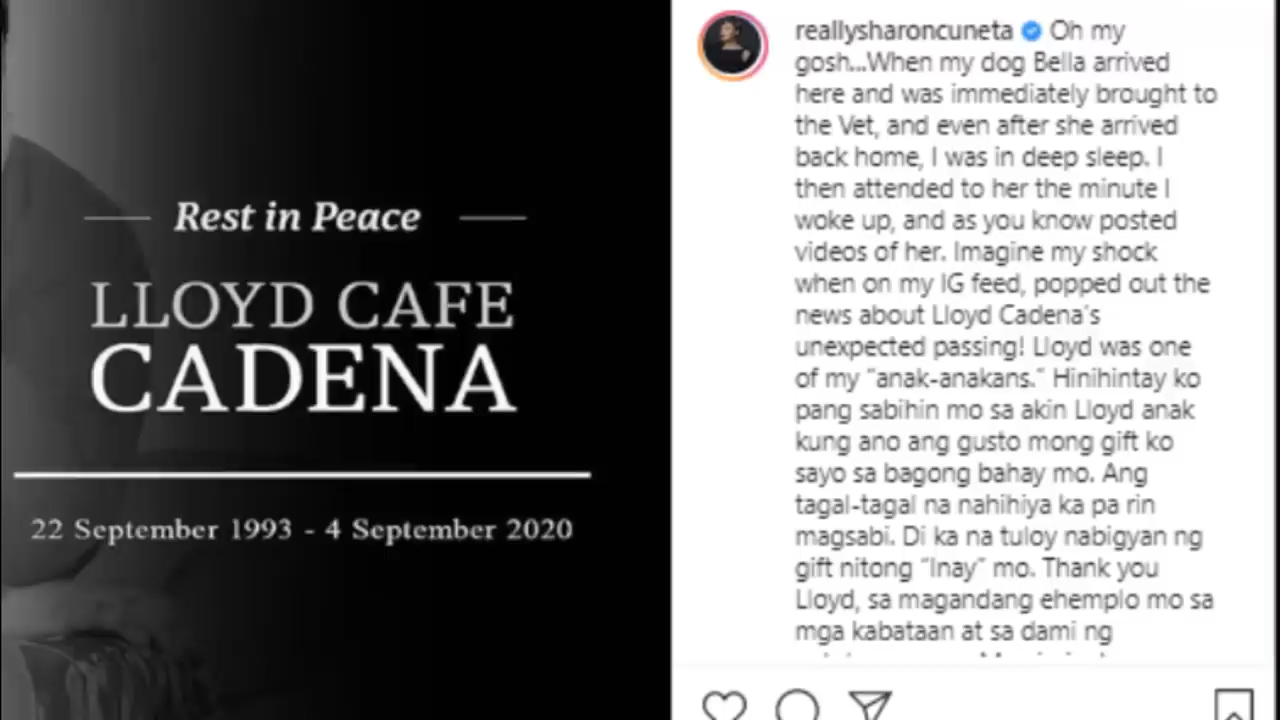 Rest in Peace
LLOYD CAFE
CADENA
22 September 1993 - 4 September 2020
reallysharoncuneta Oh my
gosh...When my dog Bella arrived
here and was immediately brought to
the Vet, and even after she arrived
back home, I was in deep sleep. I
then attended to her the minute I
woke up, and as you know posted
videos of her. Imagine my shock
when on my IG feed, popped out the
news about Lloyd Cadena's
unexpected passing! Lloyd was one
of my "anak-anakans." Hinihintay ko
pang sabihin mo sa akin Lloyd anak
kung ano ang gusto mong gift ko
sayo sa bagong bahay mo. Ang
tagal-tagal na nahihiya ka pa rin
magsabi. Di ka na tuloy nabigyan ng
gift nitong "Inay" mo. Thank you
Lloyd, sa magandang ehemplo mo sa
mga kabataan at sa dami ng